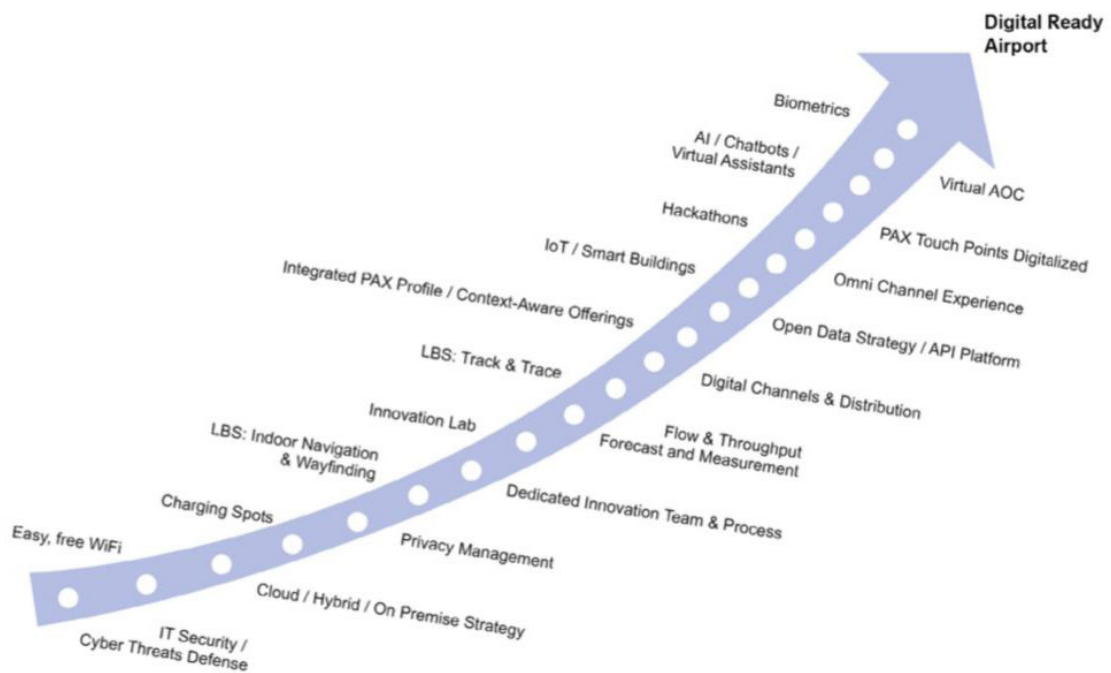 Digital Ready
Airport
Biometrics
AI / Chatbots /
Virtual Assistants
Virtual AOC
Hackathons
PAX Touch Points Digitalized
IoT / Smart Buildings
Omni Channel Experience
Integrated PAX Profile / Context-Aware Offerings
Open Data Strategy / API Platform
LBS: Track & Trace
Digital Channels & Distribution
Innovation Lab
Flow & Throughput
Forecast and Measurement
LBS: Indoor Navigation
& Wayfinding
Dedicated Innovation Team & Process
Charging Spots
Privacy Management
Easy, free WiFi
Cloud / Hybrid / On Premise Strategy
IT Security /
Cyber Threats Defense